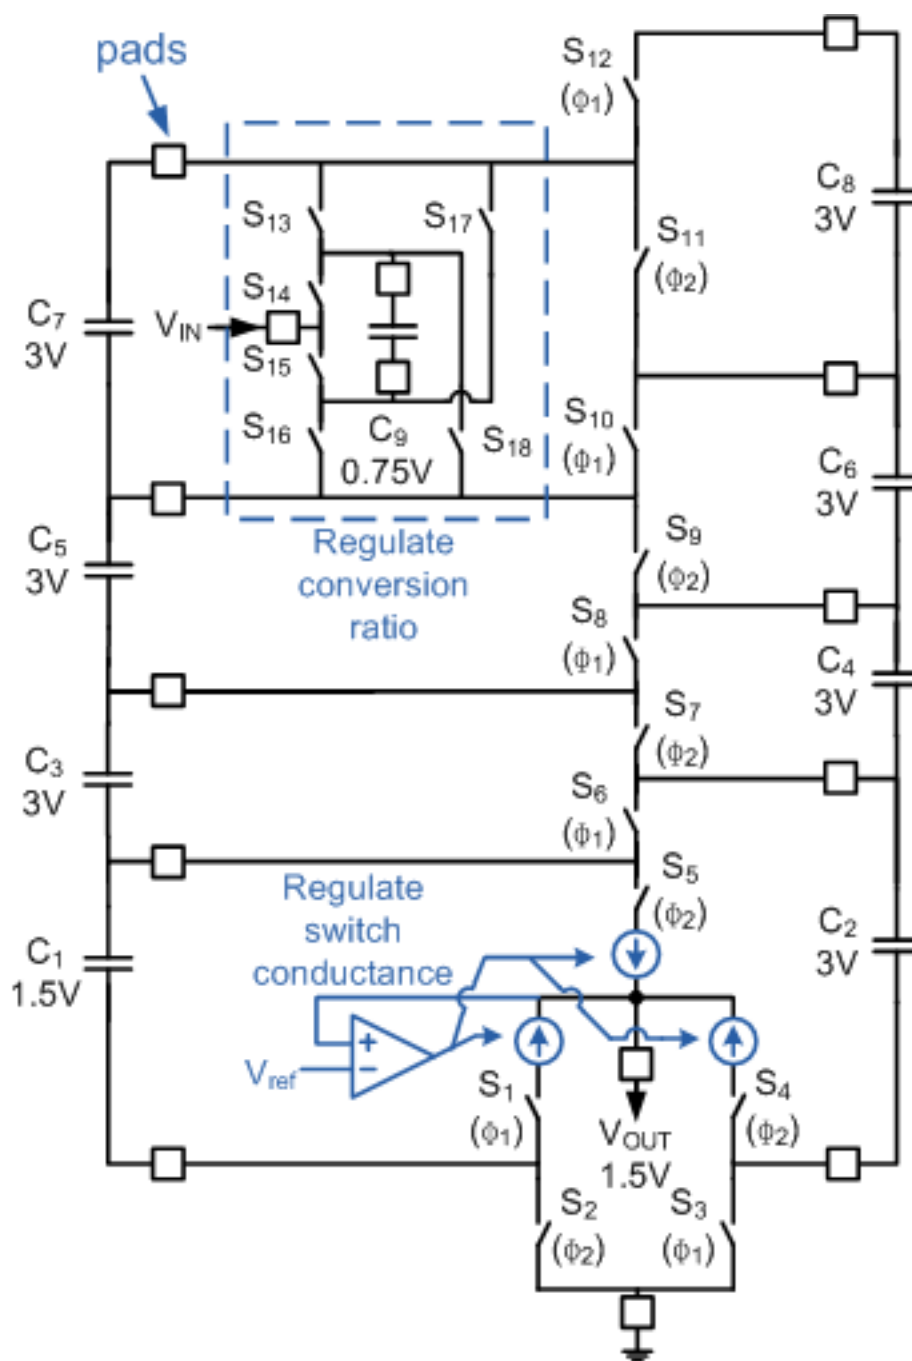 pads
S12
(ϕ1)
C8
3V
S13
S17
S11
(ϕ2)
S14
VIN
C7
3V
S15
S16
C9
0.75V
S18
S10
(ϕ1)
C6
3V
Regulate
conversion
ratio
C5
3V
S9
(ϕ2)
S8
(ϕ1)
C4
3V
S7
(ϕ2)
C3
3V
S6
(ϕ1)
Regulate
switch
conductance
S5
(ϕ2)
C1
1.5V
C2
3V
+
−
Vref
S1
(ϕ1)
VOUT
1.5V
S4
(ϕ2)
S2
(ϕ2)
S3
(ϕ1)